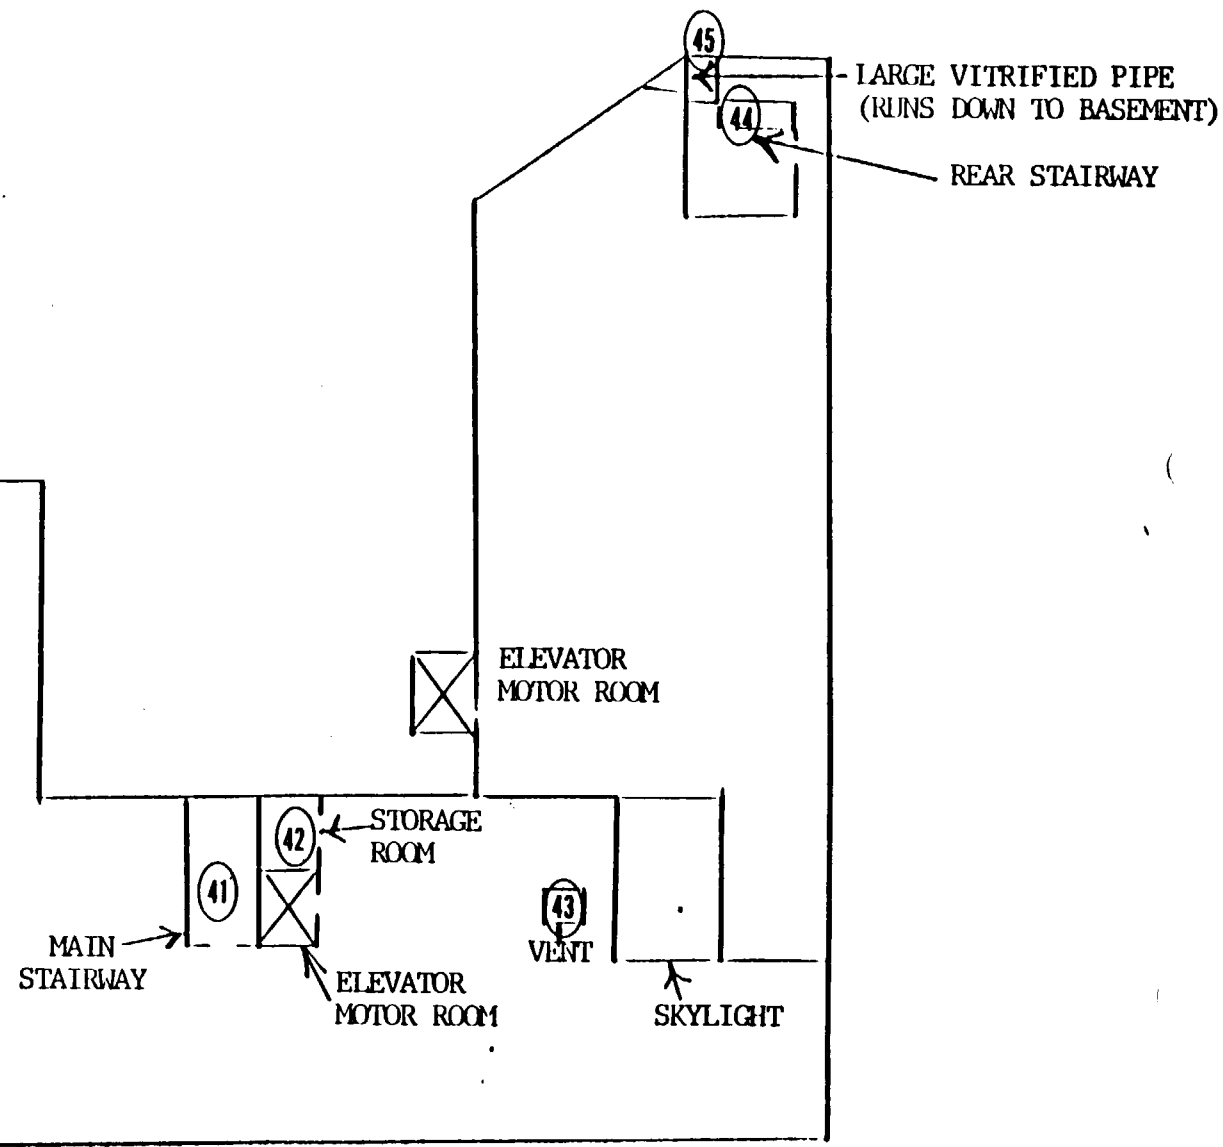 45
LARGE VITRIFIED PIPE
(RUNS DOWN TO BASEMENT)
44
REAR STAIRWAY
ELEVATOR
MOTOR ROOM
42
STORAGE
ROOM
41
43
VENT
MAIN
STAIRWAY
ELEVATOR
MOTOR ROOM
SKYLIGHT